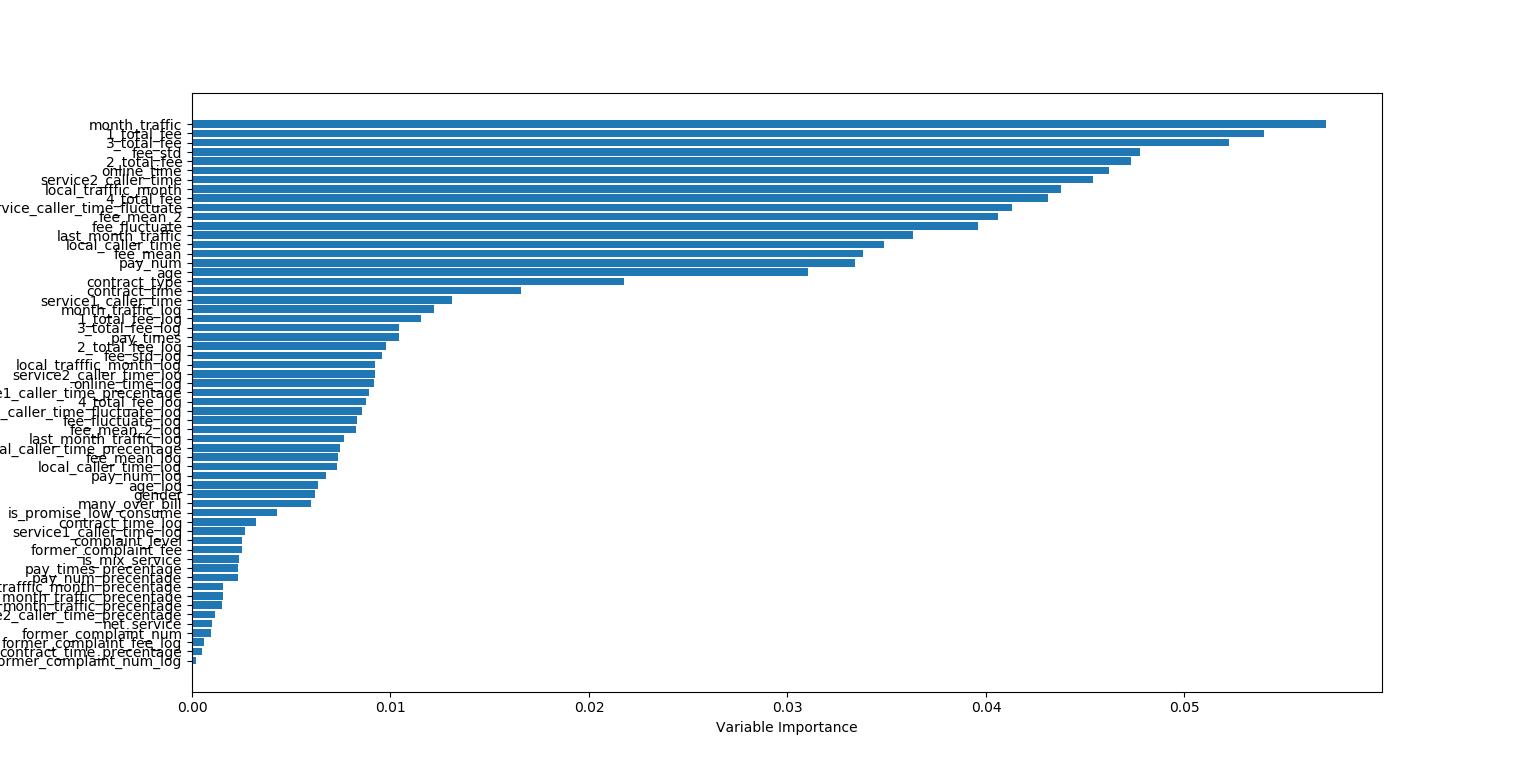 month_traffic
1_total_fee
3_total_fee
fee_std
2_total_fee
online_time
service2_caller_time
local_trafffic_month
4_total_fee
rvice_caller_time_fluctuate
fee_mean_2
fee_fluctuate
last_month_traffic
local_caller_time
fee_mean
pay_num
age
contract_type
contract_time
service1_caller_time
month_traffic_log
1_total_fee_log
3_total_fee_log
pay_times
2_total_fee_log
fee_std_log
local_trafffic_month_log
service2_caller_time_log
online_time_log
e1_caller_time_precentage
4_total_fee_log
_caller_time_fluctuate_log
fee_fluctuate_log
fee_mean_2_log
last_month_traffic_log
al_caller_time_precentage
fee_mean_log
local_caller_time_log
pay_num_log
age_log
gender
many_over_bill
is_promise_low_consume
contract_time_log
service1_caller_time_log
complaint_level
former_complaint_fee
is_mix_service
pay_times_precentage
pay_num_precentage
trafffic_month_precentage
month_traffic_precentage
month_traffic_precentage
e2_caller_time_precentage
net_service
former_complaint_num
former_complaint_fee_log
contract_time_precentage
ormer_complaint_num_log
0.00 0.01 0.02 0.03 0.04 0.05
Variable Importance